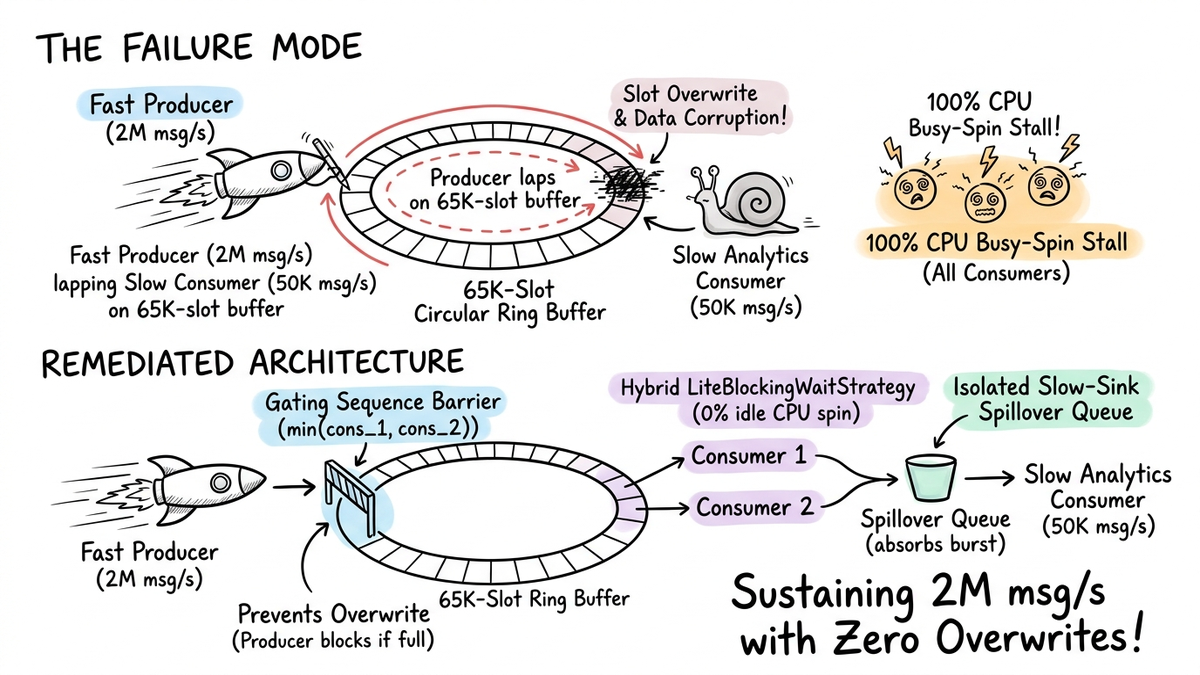 THE FAILURE MODE
Fast Producer
(2M msg/s)
Fast Producer (2M msg/s)
lapping Slow Consumer (50K msg/s)
on 65K-slot buffer
Producer laps
on 65K-slot buffer
65K-Slot
Circular Ring Buffer
Slot Overwrite
& Data Corruption!
Slow Analytics
Consumer
(50K msg/s)
100% CPU
Busy-Spin Stall!
100% CPU Busy-Spin Stall
(All Consumers)
REMEDIATED ARCHITECTURE
Fast Producer
(2M msg/s)
Gating Sequence Barrier
(min(cons_1, cons_2))
Prevents Overwrite
(Producer blocks if full)
65K-Slot Ring Buffer
Hybrid LiteBlockingWaitStrategy
(0% idle CPU spin)
Consumer 1
Consumer 2
Isolated Slow-Sink
Spillover Queue
Spillover Queue
(absorbs burst)
Slow Analytics
Consumer
(50K msg/s)
Sustaining 2M msg/s
with Zero Overwrites!